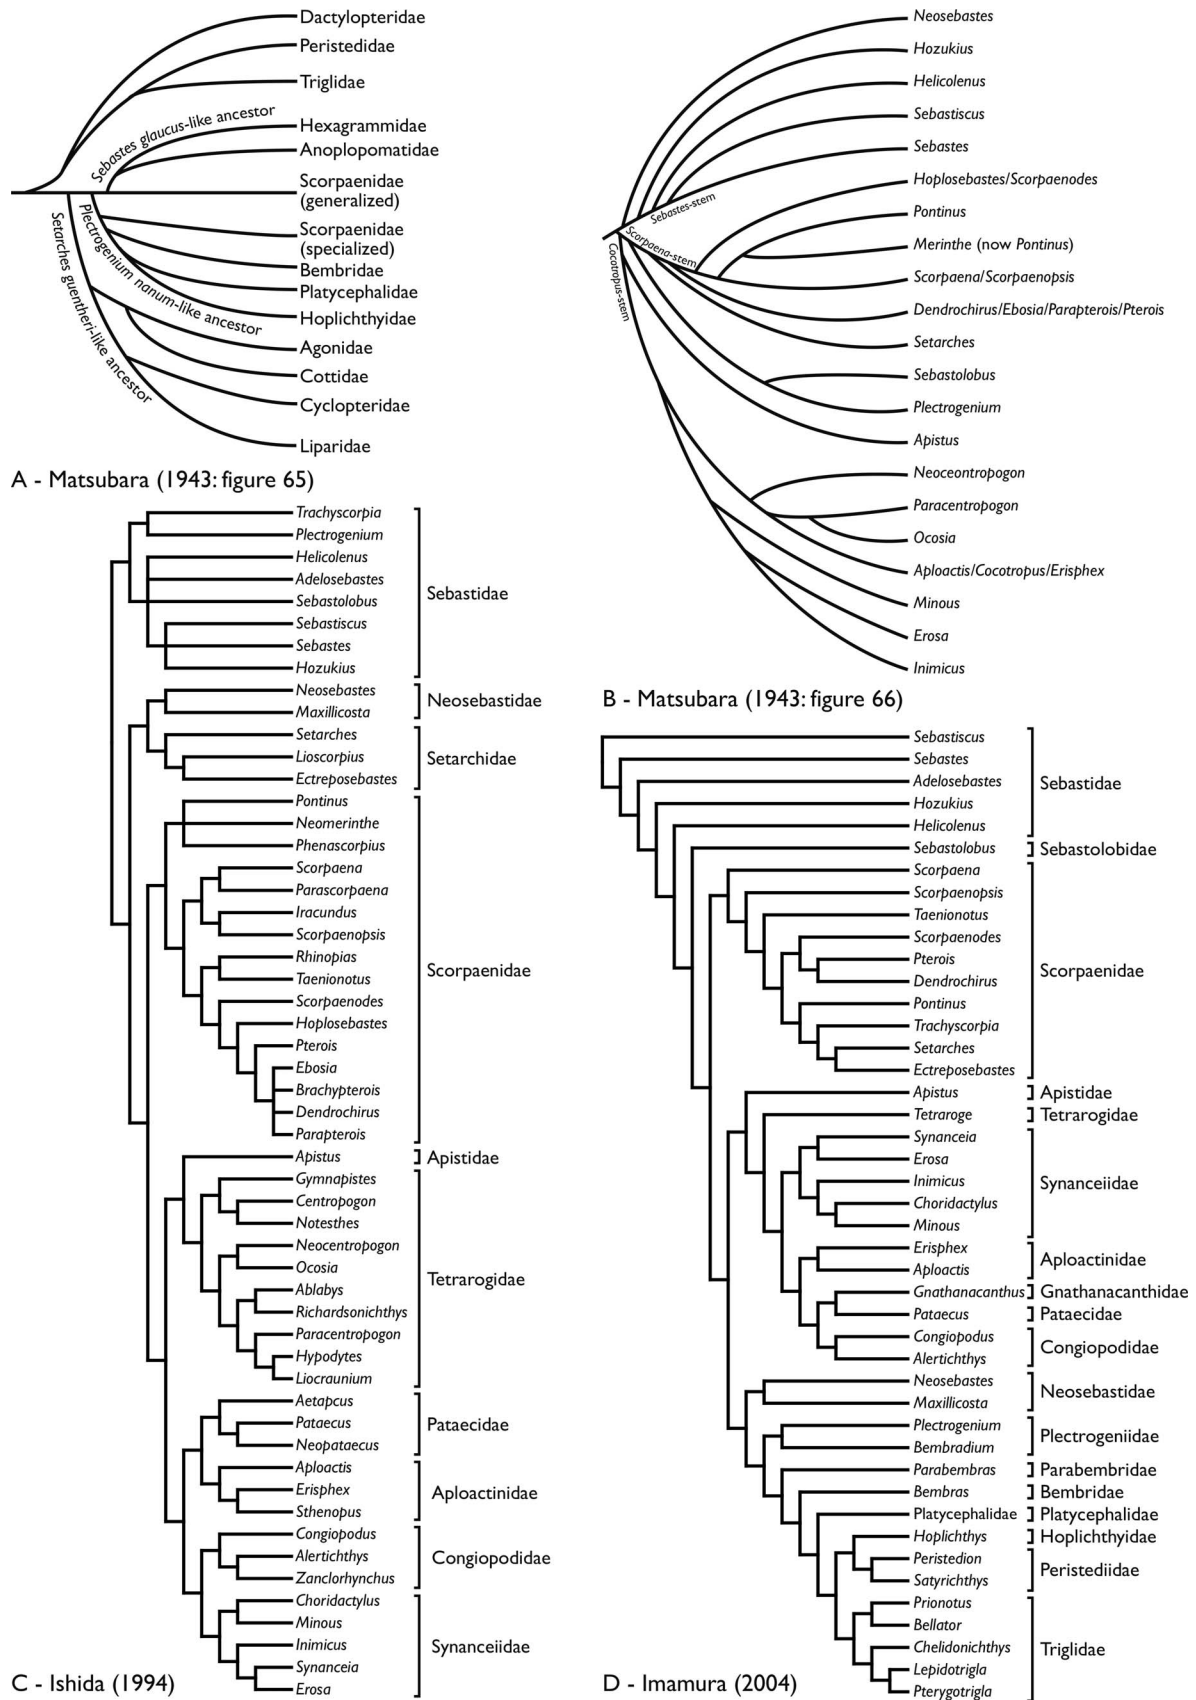 Dactylopteridae
Peristedidae
Triglidae
Sebastes glaucus-like ancestor
Hexagrammidae
Anoplopomatidae
Scorpaenidae
(generalized)
Scorpaenidae
(specialized)
Bembridae
Platycephalidae
Hoplichthyidae
Plectrogenium nanum-like ancestor
Agonidae
Cottidae
Cyclopteridae
Liparidae
Setarches guentheri-like ancestor
A - Matsubara (1943: figure 65)
Neosebastes
Hozukius
Helicolenus
Sebastiscus
Sebastes
Sebastes-stem
Hoplosebastes/Scorpaenodes
Pontinus
Merinthe (now Pontinus)
Scorpaena/Scorpaenopsis
Scorpaena-stem
Dendrochirus/Ebosia/Parapterois/Pterois
Setarches
Sebastolobus
Plectrogenium
Apistus
Cocotropus-stem
Neoceontropogon
Paracentropogon
Ocosia
Aploactis/Cocotropus/Erisphex
Minous
Erosa
Inimicus
B - Matsubara (1943: figure 66)
Trachyscorpia
Plectrogenium
Helicolenus
Adelosebastes
Sebastolobus
Sebastiscus
Sebastes
Hozukius
Sebastidae
Neosebastes
Maxillicosta
Neosebastidae
Setarches
Lioscorpius
Ectreposebastes
Setarchidae
Pontinus
Neomerinthe
Phenascorpius
Scorpaena
Parascorpaena
Iracundus
Scorpaenopsis
Rhinopias
Taenionotus
Scorpaenodes
Hoplosebastes
Pterois
Ebosia
Brachypterois
Dendrochirus
Parapterois
Scorpaenidae
Apistus
Apistidae
Gymnapistes
Centropogon
Notesthes
Neocentropogon
Ocosia
Ablabys
Richardsonichthys
Paracentropogon
Hypodytes
Liocraunium
Tetrarogidae
Aetapcus
Pataecus
Neopataecus
Pataecidae
Aploactis
Erisphex
Sthenopus
Aploactinidae
Congiopodus
Alertichthys
Zanclorhynchus
Congiopodidae
Choridactylus
Minous
Inimicus
Synanceia
Erosa
Synanceiidae
C - Ishida (1994)
Sebastiscus
Sebastes
Adelosebastes
Hozukius
Helicolenus
Sebastidae
Sebastolobus
Sebastolobidae
Scorpaena
Scorpaenopsis
Taenionotus
Scorpaenodes
Pterois
Dendrochirus
Pontinus
Trachyscorpia
Setarches
Ectreposebastes
Scorpaenidae
Apistus
Apistidae
Tetraroge
Tetrarogidae
Synanceia
Erosa
Inimicus
Choridactylus
Minous
Synanceiidae
Erisphex
Aploactis
Aploactinidae
Gnathanacanthus
Gnathanacanthidae
Pataecus
Pataecidae
Congiopodus
Alertichthys
Congiopodidae
Neosebastes
Maxillicosta
Neosebastidae
Plectrogenium
Bembradium
Plectrogeniidae
Parabembras
Parabembridae
Bembras
Bembridae
Platycephalidae
Platycephalidae
Hoplichthys
Hoplichthyidae
Peristedion
Satyrichthys
Peristediidae
Prionotus
Bellator
Chelidonichthys
Lepidotrigla
Pterygotrigla
Triglidae
D - Imamura (2004)